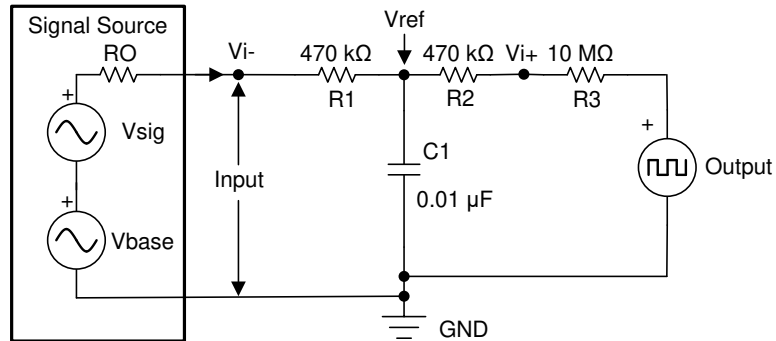 Signal Source
RO
Vsig
Vbase
Vi-
Input
470 kΩ
R1
Vref
470 kΩ
R2
Vi+
10 MΩ
R3
C1
0.01 µF
Output
GND
+
+
+